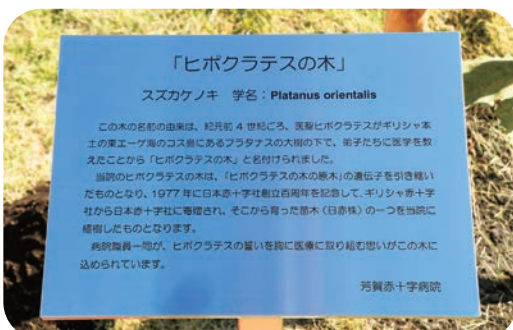 「ヒポクラテスの木」
スズカケノキ 学名：Platanus orientalis
この木の名前の由来は、紀元前4世紀ごろ、医聖ヒポクラテスがギリシャ本
土の東エーゲ海のコス島にあるプラタナスの大樹の下で、弟子たちに医学を教
えたことから「ヒポクラテスの木」と名付けられました。
当院のヒポクラテスの木は、「ヒポクラテスの木の原木」の遺伝子を引き継い
だものとなり、1977年に日本赤十字社創立百周年を記念して、ギリシャ赤十字
社から日本赤十字社に寄贈され、そこから育った苗木（日赤株）の一つを当院に
植樹したものとなります。
病院職員一同が、ヒポクラテスの誓いを胸に医療に取り組む思いがこの木に
込められています。
芳賀赤十字病院